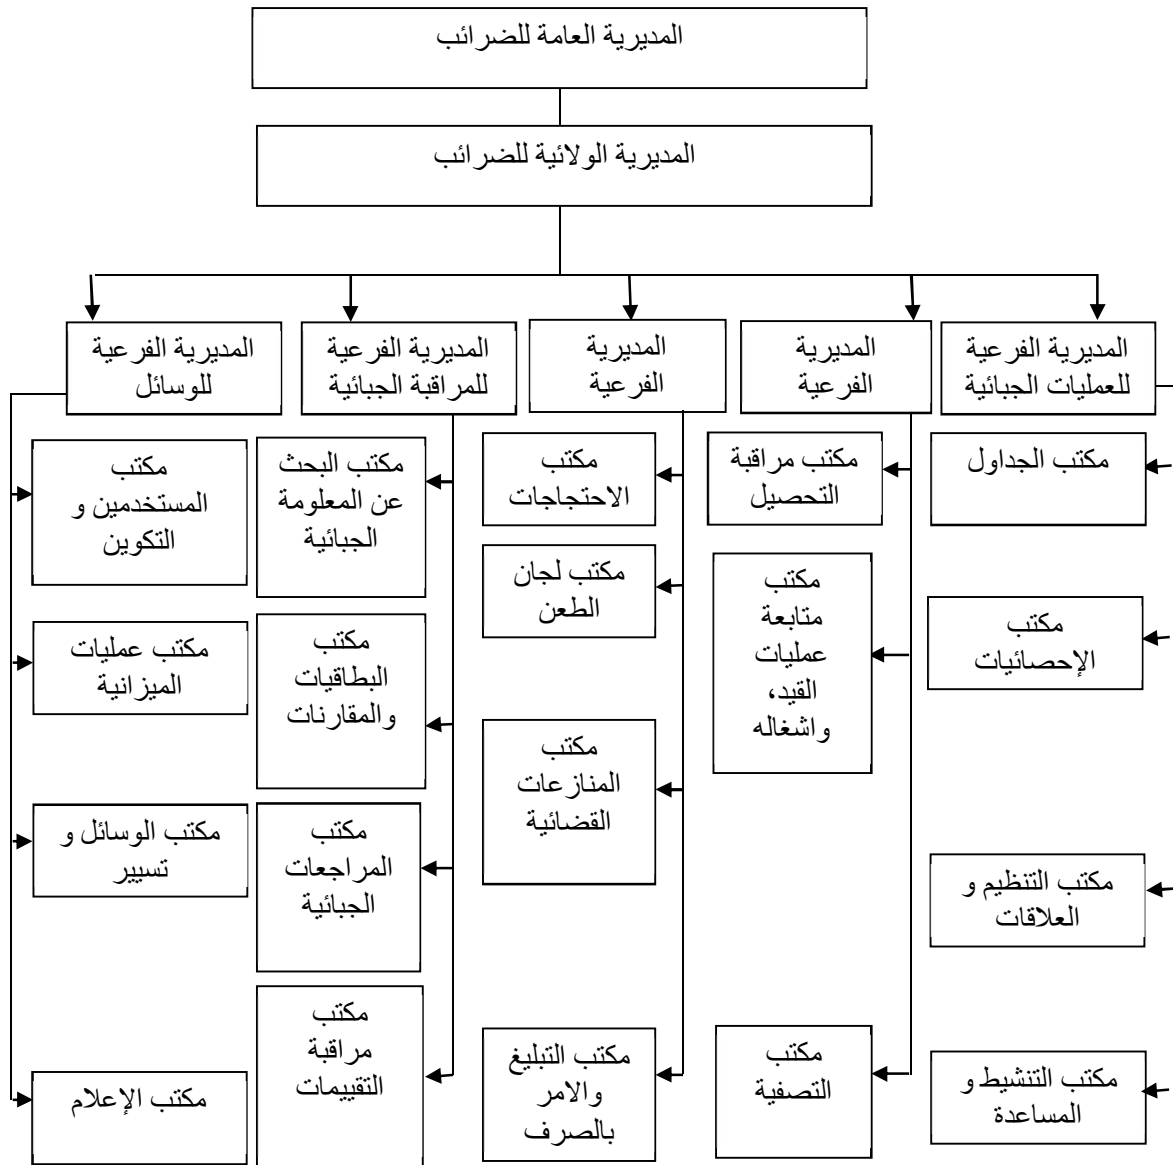 المديرية العامة للضرائب
المديرية الولائية للضرائب
المديرية الفرعية
للعمليات الجبائية
المديرية
الفرعية
المديرية
الفرعية
المديرية الفرعية
للمراقبة الجبائية
المديرية الفرعية
للوسائل
مكتب الجداول
مكتب
الإحصائيات
مكتب التنظيم و
العلاقات
مكتب التنشيط و
المساعدة
مكتب مراقبة
التحصيل
مكتب
متابعة
عمليات
القيد،
واشغاله
مكتب
التصفية
مكتب
الاحتجاجات
مكتب لجان
الطعن
مكتب
المنازعات
القضائية
مكتب التبليغ
والامر
بالصرف
مكتب البحث
عن المعلومة
الجبائية
مكتب
البطاقيات
والمقارنات
مكتب
المراجعات
الجبائية
مكتب
مراقبة
التقييمات
مكتب
المستخدمين و
التكوين
مكتب عمليات
الميزانية
مكتب الوسائل و
تسيير
مكتب الإعلام